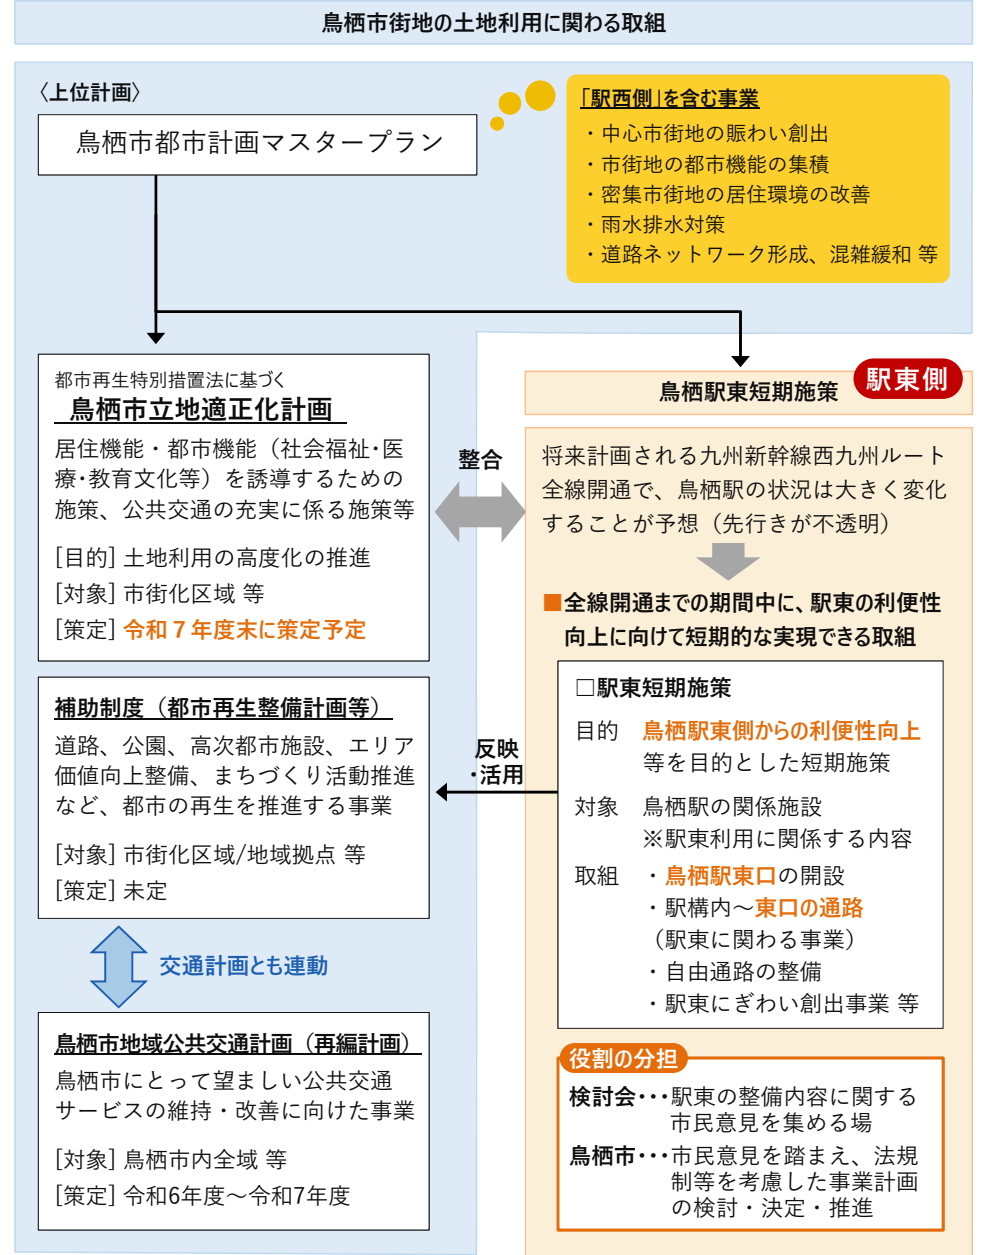 鳥栖市街地の土地利用に関わる取組
〈上位計画〉
鳥栖市都市計画マスタープラン
「駅西側」を含む事業
・中心市街地の賑わい創出
・市街地の都市機能の集積
・密集市街地の居住環境の改善
・雨水排水対策
・道路ネットワーク形成、混雑緩和 等
都市再生特別措置法に基づく
鳥栖市立地適正化計画
居住機能・都市機能（社会福祉・医
療・教育文化等）を誘導するための
施策、公共交通の充実に係る施策等
[目的] 土地利用の高度化の推進
[対象] 市街化区域 等
[策定] 令和７年度末に策定予定
整合
補助制度（都市再生整備計画等）
道路、公園、高次都市施設、エリア
価値向上整備、まちづくり活動推進
など、都市の再生を推進する事業
[対象] 市街化区域/地域拠点 等
[策定] 未定
反映
・活用
交通計画とも連動
鳥栖市地域公共交通計画（再編計画）
鳥栖市にとって望ましい公共交通
サービスの維持・改善に向けた事業
[対象] 鳥栖市内全域 等
[策定] 令和6年度～令和7年度
鳥栖駅東短期施策
駅東側
将来計画される九州新幹線西九州ルート
全線開通で、鳥栖駅の状況は大きく変化
することが予想（先行きが不透明）
■全線開通までの期間中に、駅東の利便性
向上に向けて短期的な実現できる取組
□駅東短期施策
目的 鳥栖駅東側からの利便性向上
等を目的とした短期施策
対象 鳥栖駅の関係施設
※駅東利用に関係する内容
取組 ・鳥栖駅東口の開設
・駅構内～東口の通路
（駅東に関わる事業）
・自由通路の整備
・駅東にぎわい創出事業 等
役割の分担
検討会・・・駅東の整備内容に関する
市民意見を集める場
鳥栖市・・・市民意見を踏まえ、法規
制等を考慮した事業計画
の検討・決定・推進